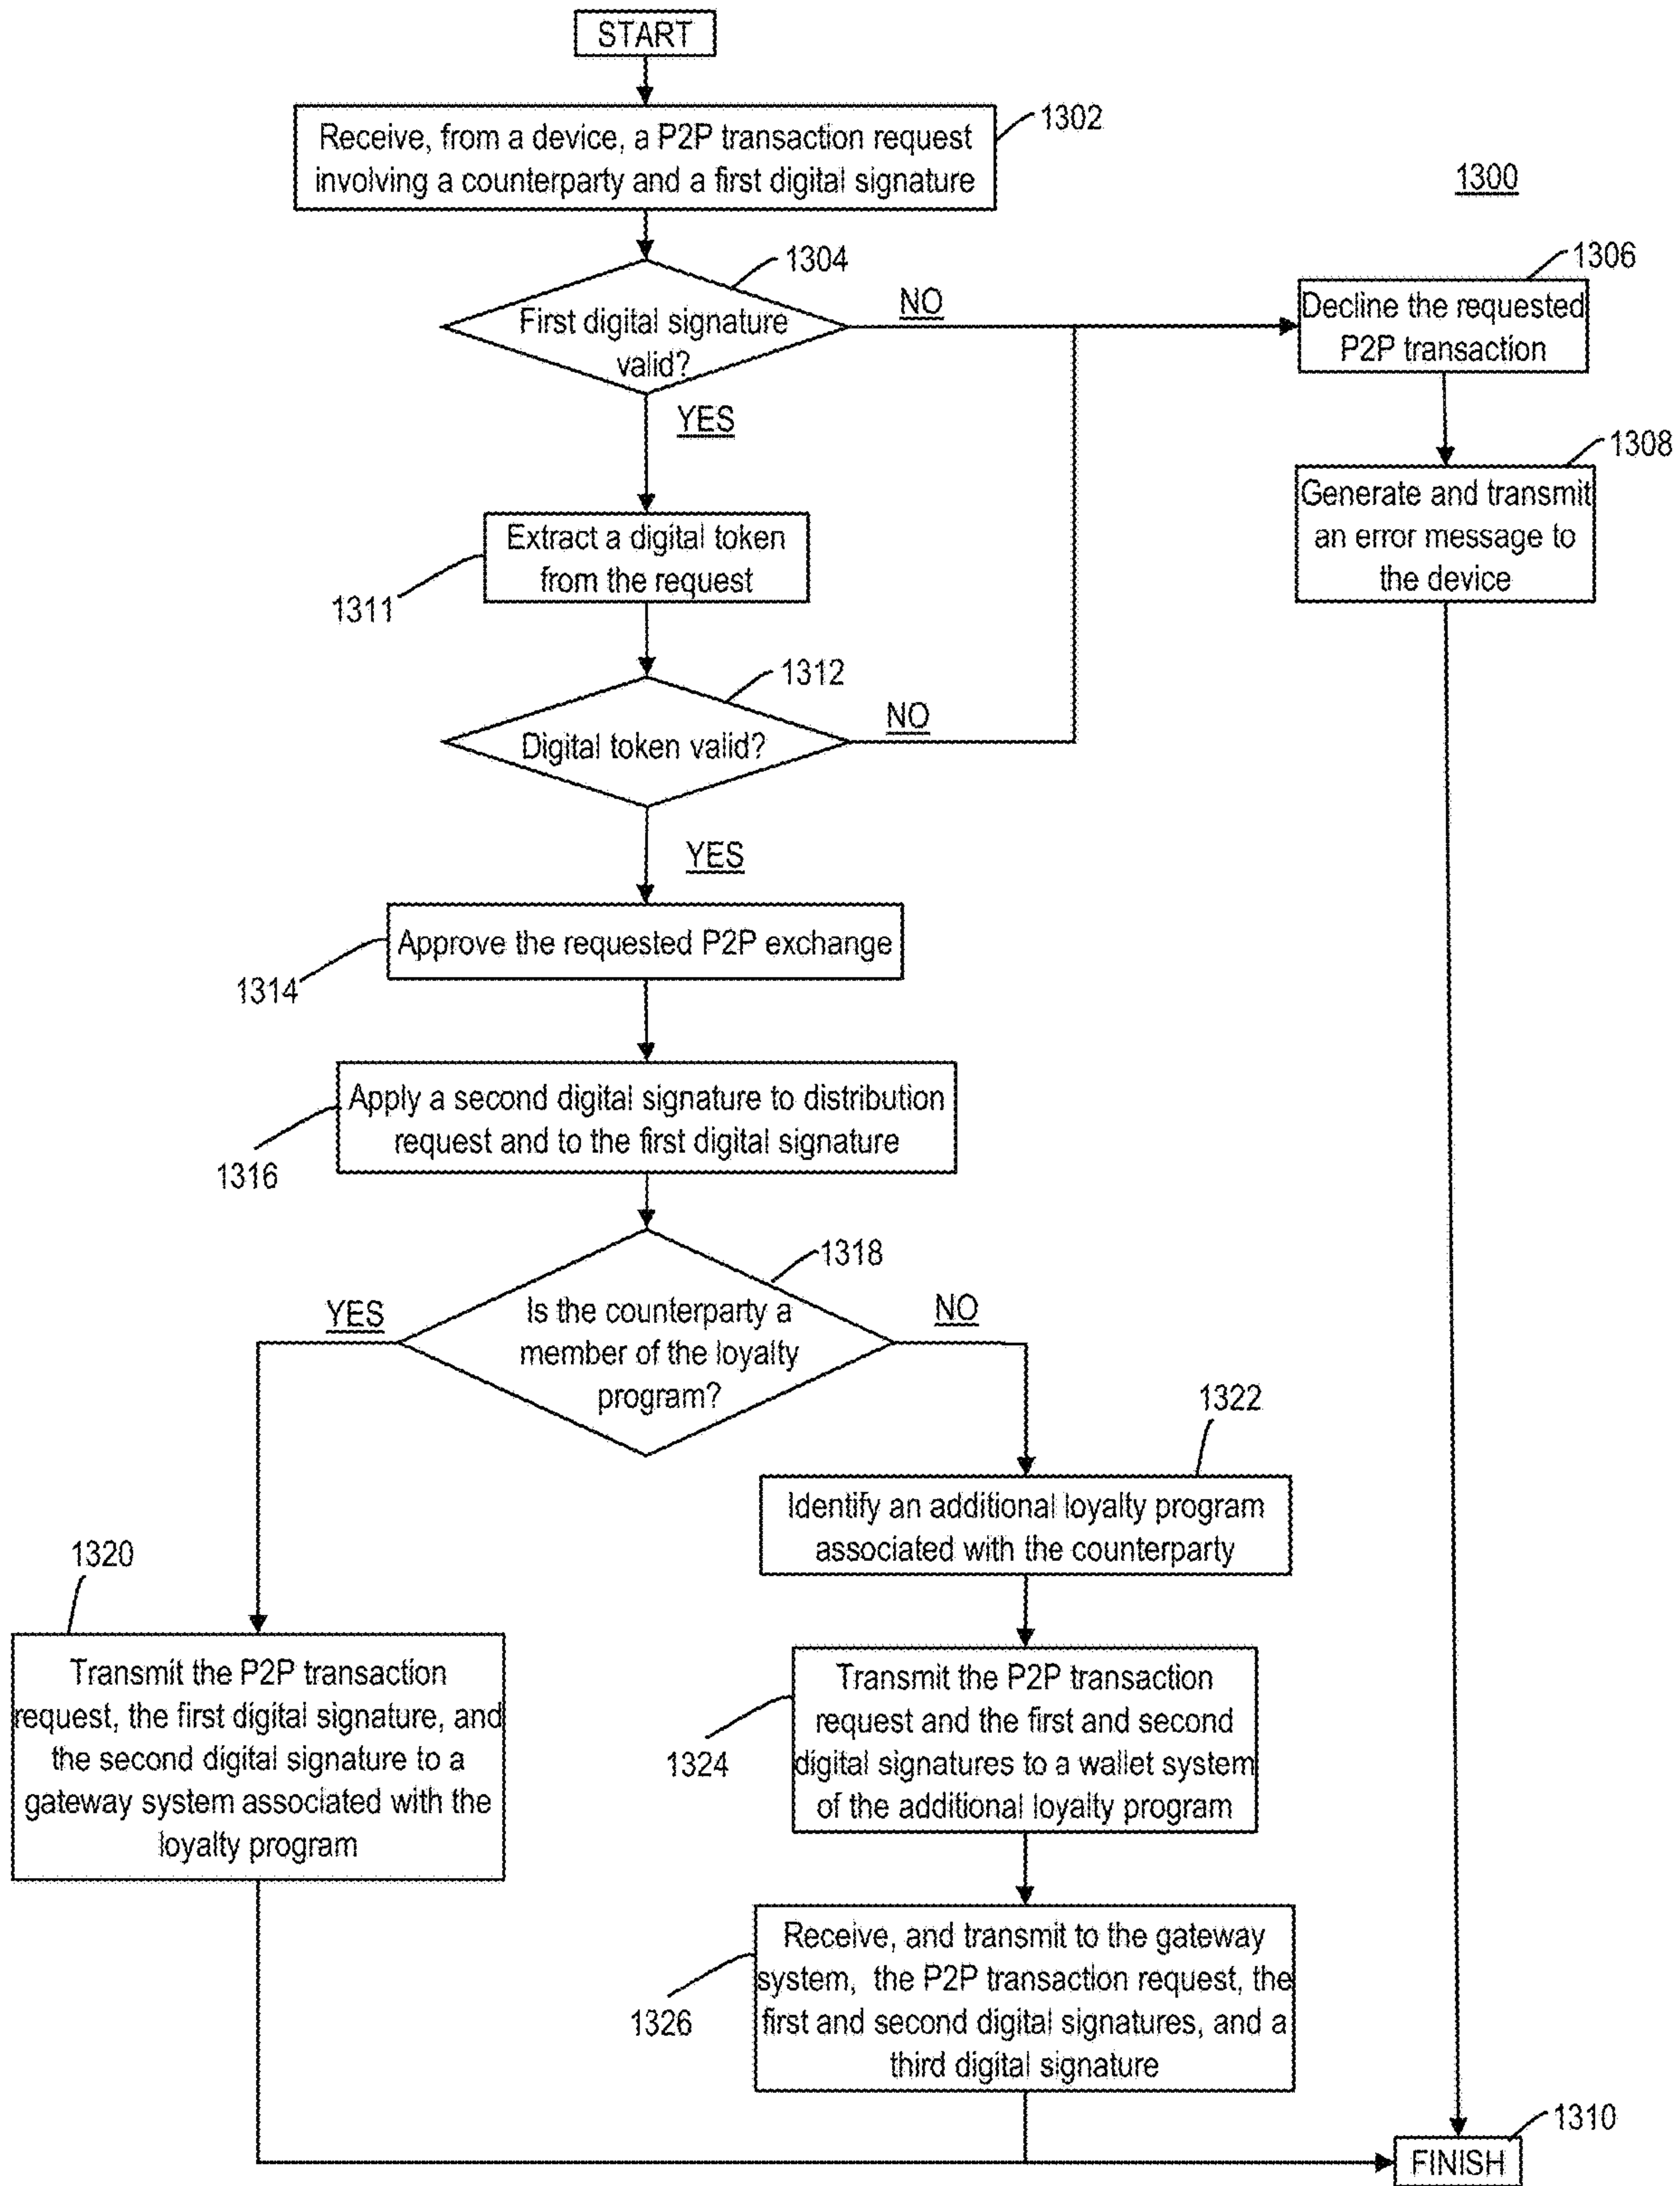 START
1302
Receive, from a device, a P2P transaction request
involving a counterparty and a first digital signature
1300
1304
First digital signature
valid?
NO
1306
Decline the requested
P2P transaction
YES
1308
Generate and transmit
an error message to
the device
Extract a digital token
from the request
1311
1312
Digital token valid?
NO
YES
Approve the requested P2P exchange
1314
Apply a second digital signature to distribution
request and to the first digital signature
1316
1318
Is the counterparty a
member of the loyalty
program?
YES
NO
1322
Identify an additional loyalty program
associated with the counterparty
1320
Transmit the P2P transaction
request, the first digital signature, and
the second digital signature to a
gateway system associated with the
loyalty program
Transmit the P2P transaction
request and the first and second
digital signatures to a wallet system
of the additional loyalty program
1324
Receive, and transmit to the gateway
system, the P2P transaction request, the
first and second digital signatures, and a
third digital signature
1326
1310
FINISH